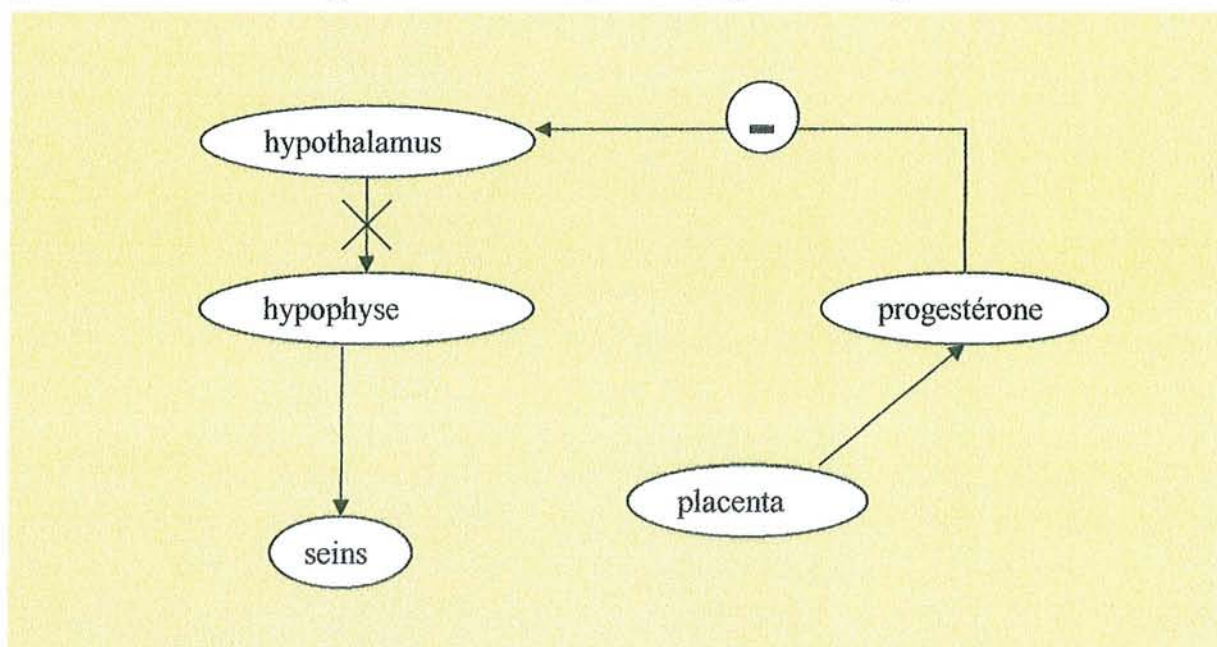 hypothalamus
-
hypophyse
progestérone
placenta
seins